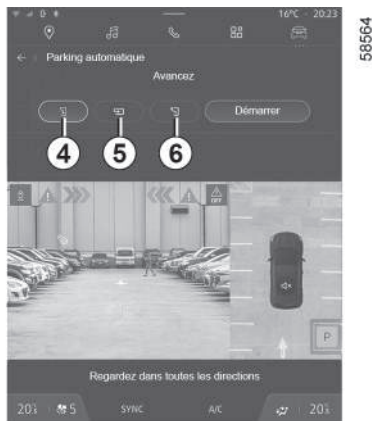 16°C 20:23
Parking automatique
Avancez
Démarrer
4 5 6
OFF
P
Regardez dans toutes les directions
20 5 SYNC A/C 20
58564